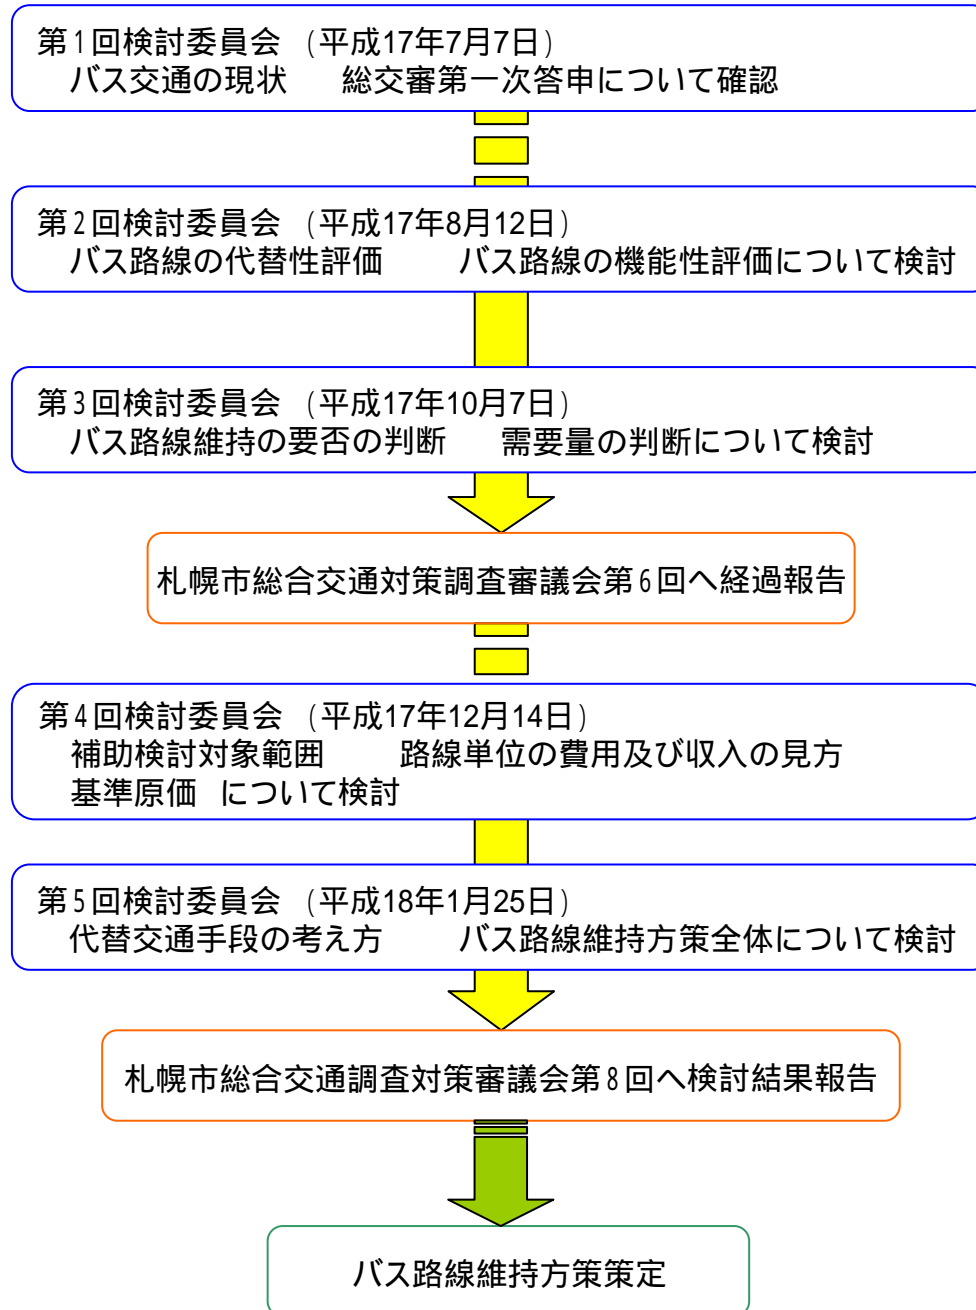 第1回検討委員会 (平成17年7月7日)
バス交通の現状 総交審第一次答申について確認
第2回検討委員会 (平成17年8月12日)
バス路線の代替性評価 バス路線の機能性評価について検討
第3回検討委員会 (平成17年10月7日)
バス路線維持の要否の判断 需要量の判断について検討
札幌市総合交通対策調査審議会第6回へ経過報告
第4回検討委員会 (平成17年12月14日)
補助検討対象範囲 路線単位の費用及び収入の見方
基準原価 について検討
第5回検討委員会 (平成18年1月25日)
代替交通手段の考え方 バス路線維持方策全体について検討
札幌市総合交通調査対策審議会第8回へ検討結果報告
バス路線維持方策策定